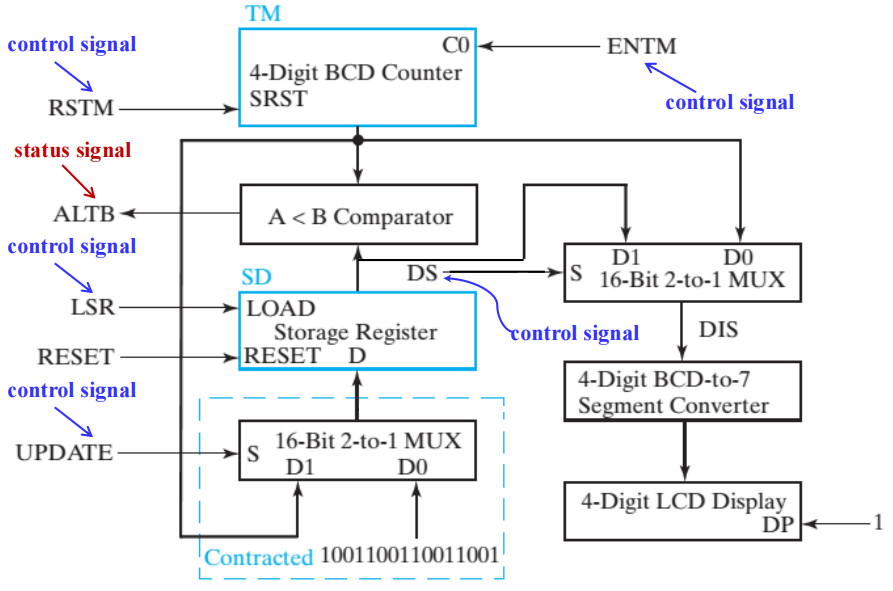 TM
control signal
C0
ENTM
4-Digit BCD Counter
SRST
RSTM
control signal
status signal
ALTB
A < B Comparator
control signal
D1 D0
S 16-Bit 2-to-1 MUX
DS
SD
LSR
LOAD
Storage Register
control signal
DIS
RESET
RESET D
control signal
4-Digit BCD-to-7
Segment Converter
UPDATE
S 16-Bit 2-to-1 MUX
D1 D0
4-Digit LCD Display
DP
1
Contracted 1001100110011001